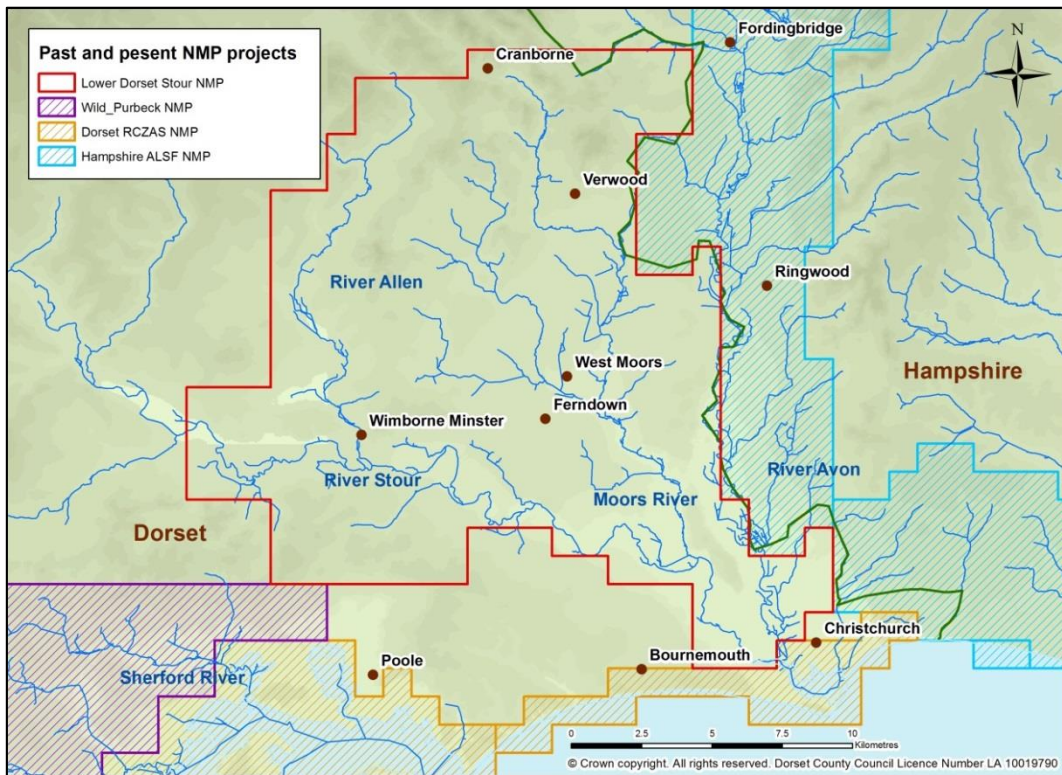 Past and pesent NMP projects
Lower Dorset Stour NMP
Wild_Purbeck NMP
Dorset RCZAS NMP
Hampshire ALSF NMP
Fordingbridge
N
Cranborne
Verwood
River Allen
Ringwood
West Moors
Hampshire
Ferndown
Wimborne Minster
River Stour
Moors River
River Avon
Dorset
Christchurch
Bournemouth
Poole
Sherford River
0 2.5 5 7.5 10
Kilometres
© Crown copyright. All rights reserved. Dorset County Council Licence Number LA 10019790